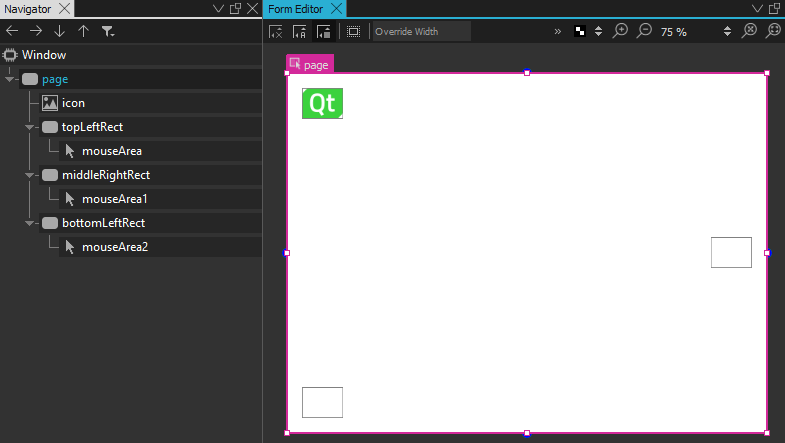 Navigator
Form Editor
Override Width
»
75 %
Window
page
icon
topLeftRect
mouseArea
middleRightRect
mouseArea1
bottomLeftRect
mouseArea2
page
Qt